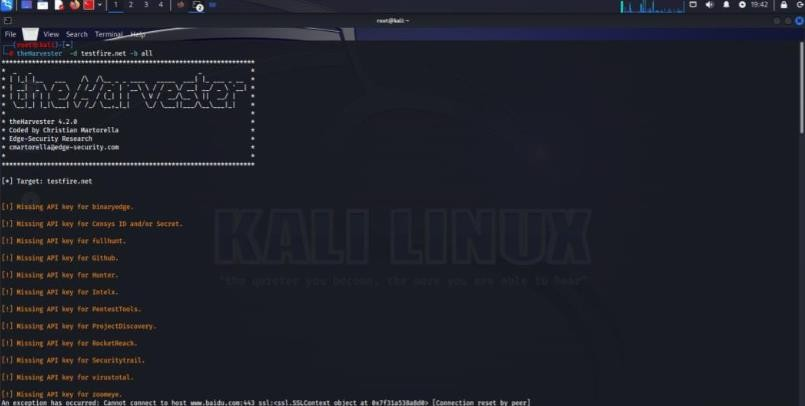 1 2 3 4
2
19:42
root@kali: ~
File View Search Terminal Help
(root㉿kali)-[~]
# theHarvester -d testfire.net -b all
*******************************************************************
theHarvester
* theHarvester 4.2.0 *
* Coded by Christian Martorella *
* Edge-Security Research *
* cmartorella@edge-security.com *
* *
*******************************************************************
[*] Target: testfire.net
[!] Missing API key for binaryedge.
[!] Missing API key for Censys ID and/or Secret.
[!] Missing API key for fullhunt.
[!] Missing API key for Github.
[!] Missing API key for Hunter.
[!] Missing API key for Intelx.
[!] Missing API key for PentestTools.
[!] Missing API key for ProjectDiscovery.
[!] Missing API key for RocketReach.
[!] Missing API key for Securitytrail.
[!] Missing API key for virustotal.
[!] Missing API key for zoomeye.
An exception has occurred: Cannot connect to host www.baidu.com:443 ssl:<ssl.SSLContext object at 0x7f31a538a8d0> [Connection reset by peer]
KALI LINUX
"the quieter you become, the more you are able to hear"